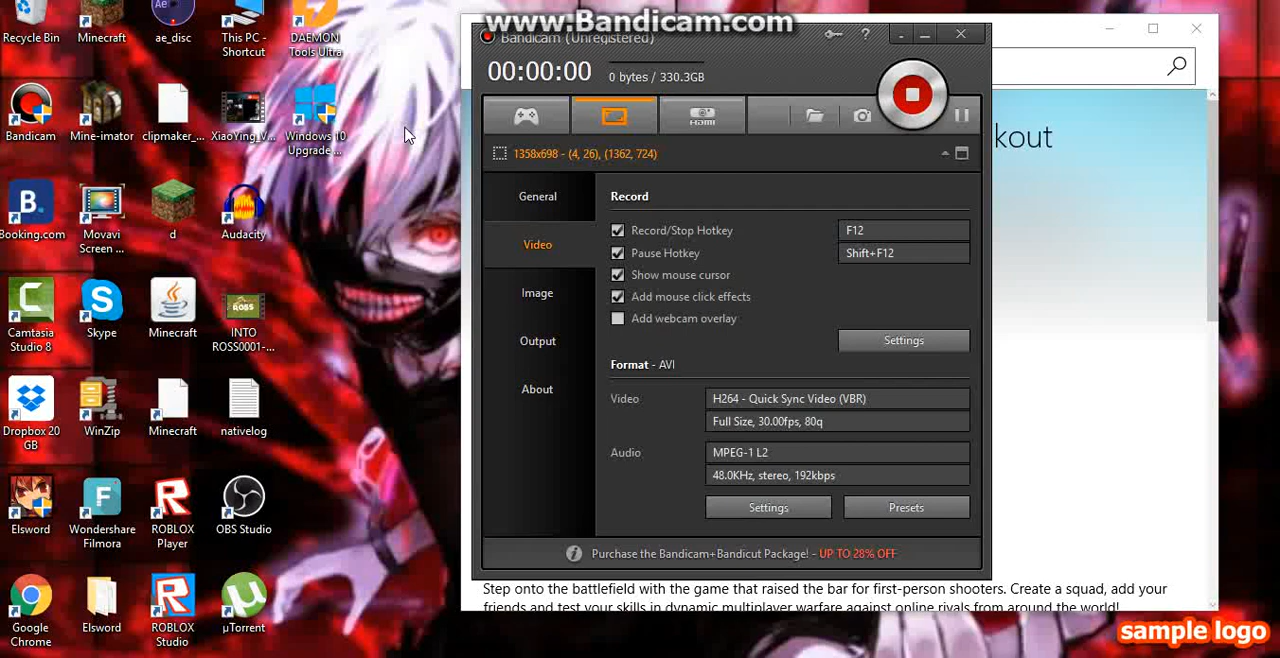 www.Bandicam.com
Bandicam (Unregistered)
?
00:00:00
0 bytes / 330.3GB
HDMI
1358x698 - (4, 26), (1362, 724)
General
Video
Image
Output
About
Record
Record/Stop Hotkey
F12
Pause Hotkey
Shift+F12
Show mouse cursor
Add mouse click effects
Add webcam overlay
Settings
Format - AVI
Video
H264 - Quick Sync Video (VBR)
Full Size, 30.00fps, 80q
Audio
MPEG-1 L2
48.0KHz, stereo, 192kbps
Settings
Presets
Purchase the Bandicam+Bandicut Package! - UP TO 28% OFF
kout
Step onto the battlefield with the game that raised the bar for first-person shooters. Create a squad, add your
friends and test your skills in dynamic multiplayer warfare against online rivals from around the world!
sample logo
Recycle Bin
Minecraft
Ae
ae_disc
This PC -
Shortcut
DAEMON
Tools Ultra
Bandicam
Mine-imator
clipmaker_...
XiaoYing_V...
Windows 10
Upgrade ...
B.
Booking.com
Movavi
Screen ...
d
Audacity
C
Camtasia
Studio 8
S
Skype
Minecraft
ROSS
INTO
ROSS0001-...
Dropbox 20
GB
WinZip
Minecraft
nativelog
Elsword
F
Wondershare
Filmora
R
ROBLOX
Player
OBS Studio
Google
Chrome
Elsword
R
ROBLOX
Studio
µ
µTorrent